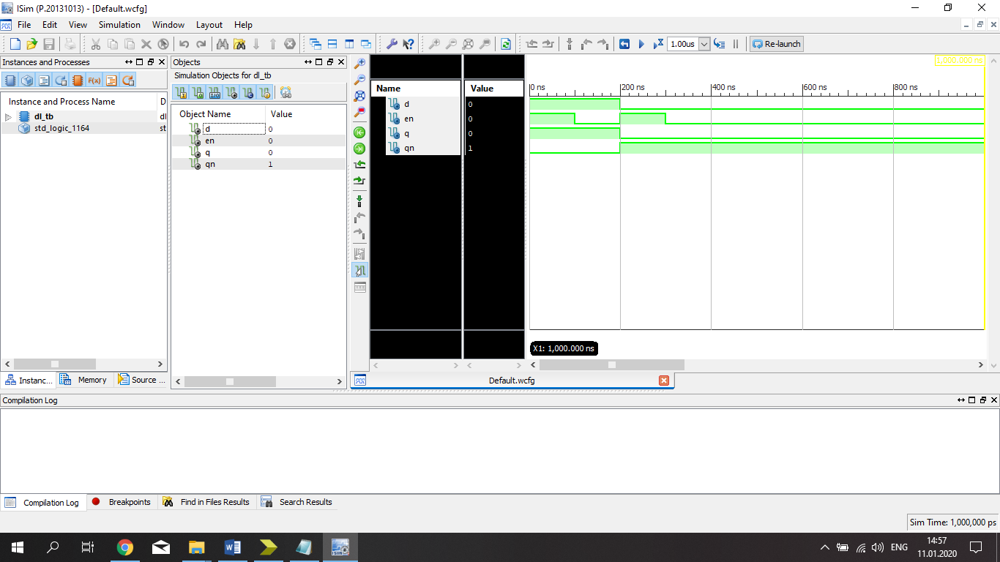 ISim (P.20131013) - [Default.wcfg]
File Edit View Simulation Window Layout Help
1.00us Re-launch
Instances and Processes
Objects
Simulation Objects for dl_tb
Instance and Process Name D
dl_tb dl
std_logic_1164 st
Object Name Value
d 0
en 0
q 0
qn 1
Name Value
d 0
en 0
q 0
qn 1
1,000.000 ns
0 ns 200 ns 400 ns 600 ns 800 ns
X1: 1,000.000 ns
Instanc... Memory Source ...
Default.wcfg
Compilation Log
Compilation Log Breakpoints Find in Files Results Search Results
Sim Time: 1,000,000 ps
ISim
ENG
14:57
11.01.2020